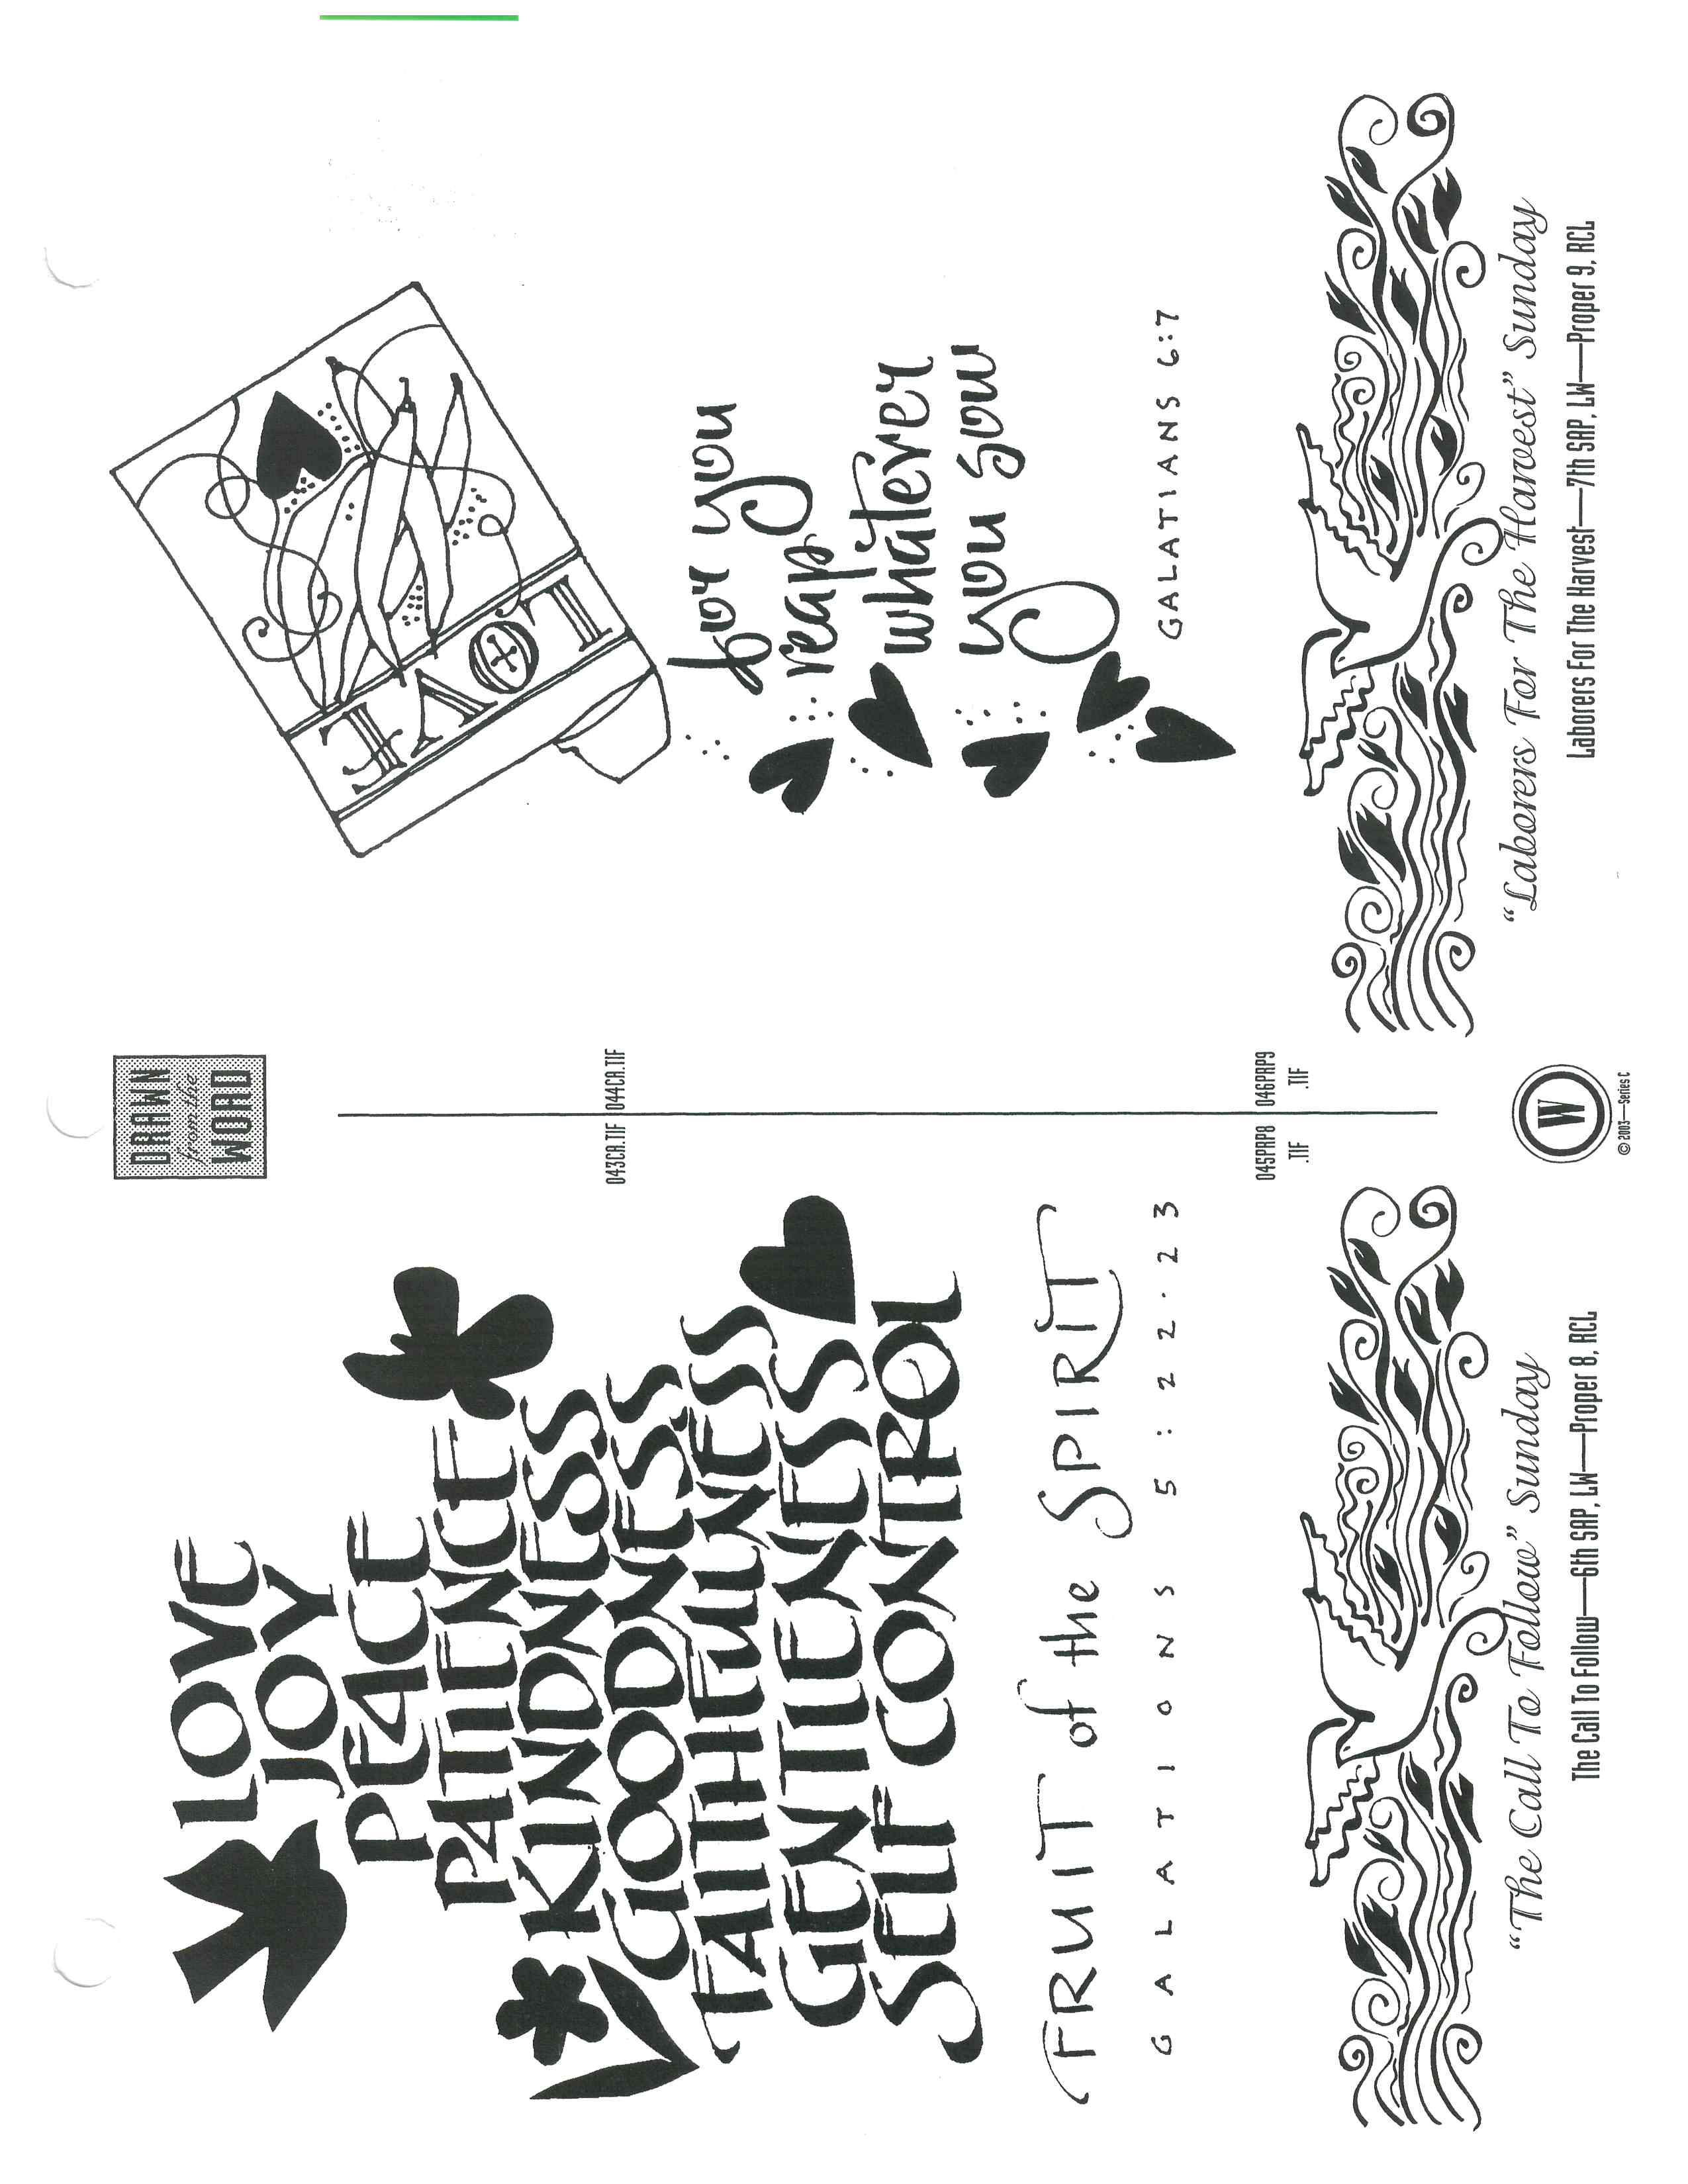 LOVE
JOY
PEACE
PATIENCE
KINDNESS
GOODNESS
FAITHFULNESS
GENTLENESS
SELF CONTROL
FRUIT of the SPIRIT
GALATIONS 5:22·23
"The Call To Follow" Sunday
The Call To Follow—6th SAP, LW—Proper 8, RCL
DRAWN
from the
WORD
043CA.TIF 044CA.TIF
045PRP8 046PRP9
.TIF .TIF
W
© 2003—Series C
LOVE
for you
reap
whatever
you sow
GALATIANS 6:7
"Laborers For The Harvest" Sunday
Laborers For The Harvest—7th SAP, LW—Proper 9, RCL